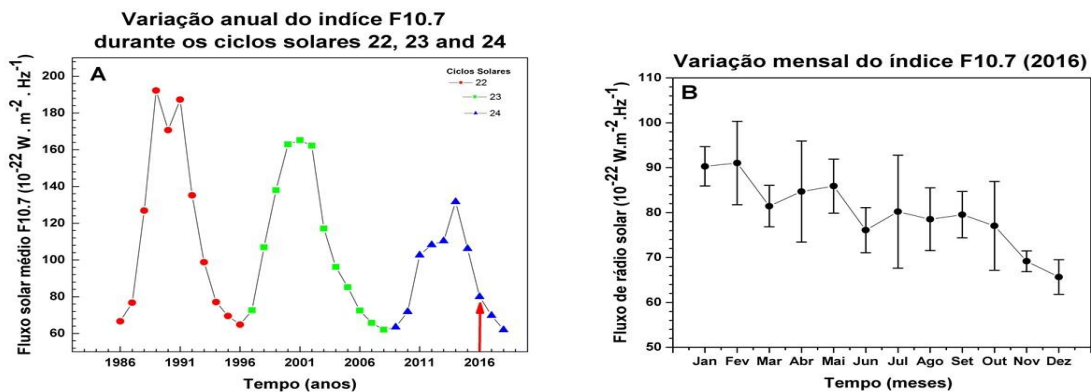 Variação anual do indíce F10.7
durante os ciclos solares 22, 23 and 24
A
Ciclos Solares
22
23
24
Fluxo solar médio F10.7 (10⁻²² W . m⁻² . Hz⁻¹)
200
180
160
140
120
100
80
60
1986 1991 1996 2001 2006 2011 2016
Tempo (anos)
Variação mensal do índice F10.7 (2016)
B
Fluxo de rádio solar (10⁻²² W.m⁻².Hz⁻¹)
110
100
90
80
70
60
50
Jan Fev Mar Abr Mai Jun Jul Ago Set Out Nov Dez
Tempo (meses)